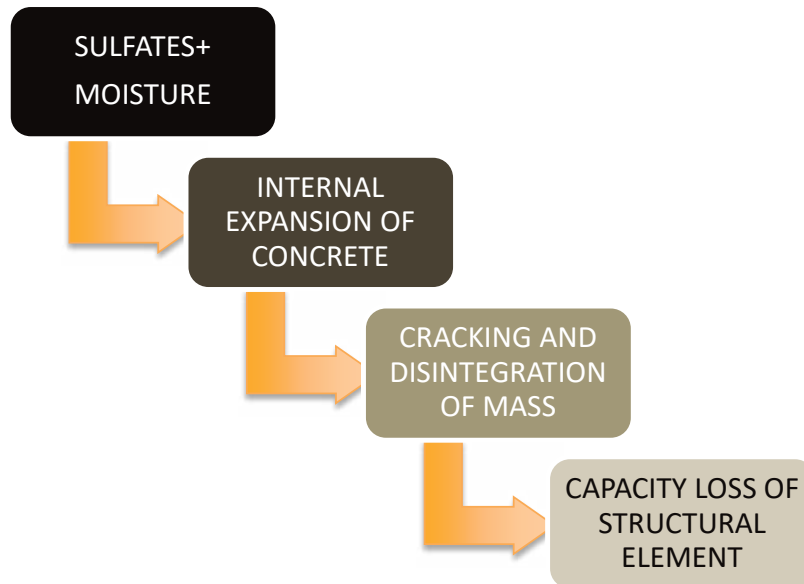 SULFATES+
MOISTURE
INTERNAL
EXPANSION OF
CONCRETE
CRACKING AND
DISINTEGRATION
OF MASS
CAPACITY LOSS OF
STRUCTURAL
ELEMENT